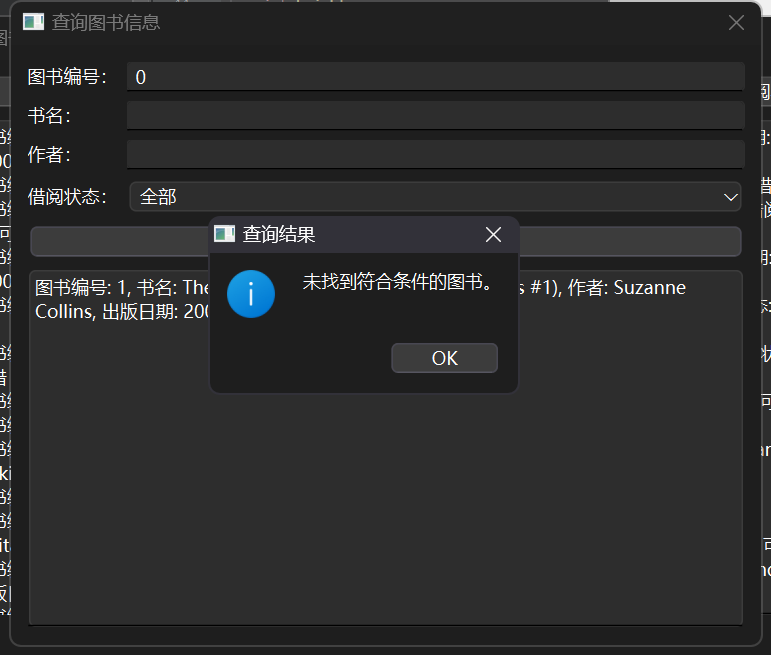 查询图书信息
图书编号: 0
书名:
作者:
借阅状态: 全部
查询结果
未找到符合条件的图书。
OK
图书编号: 1, 书名: The s #1), 作者: Suzanne
Collins, 出版日期: 200